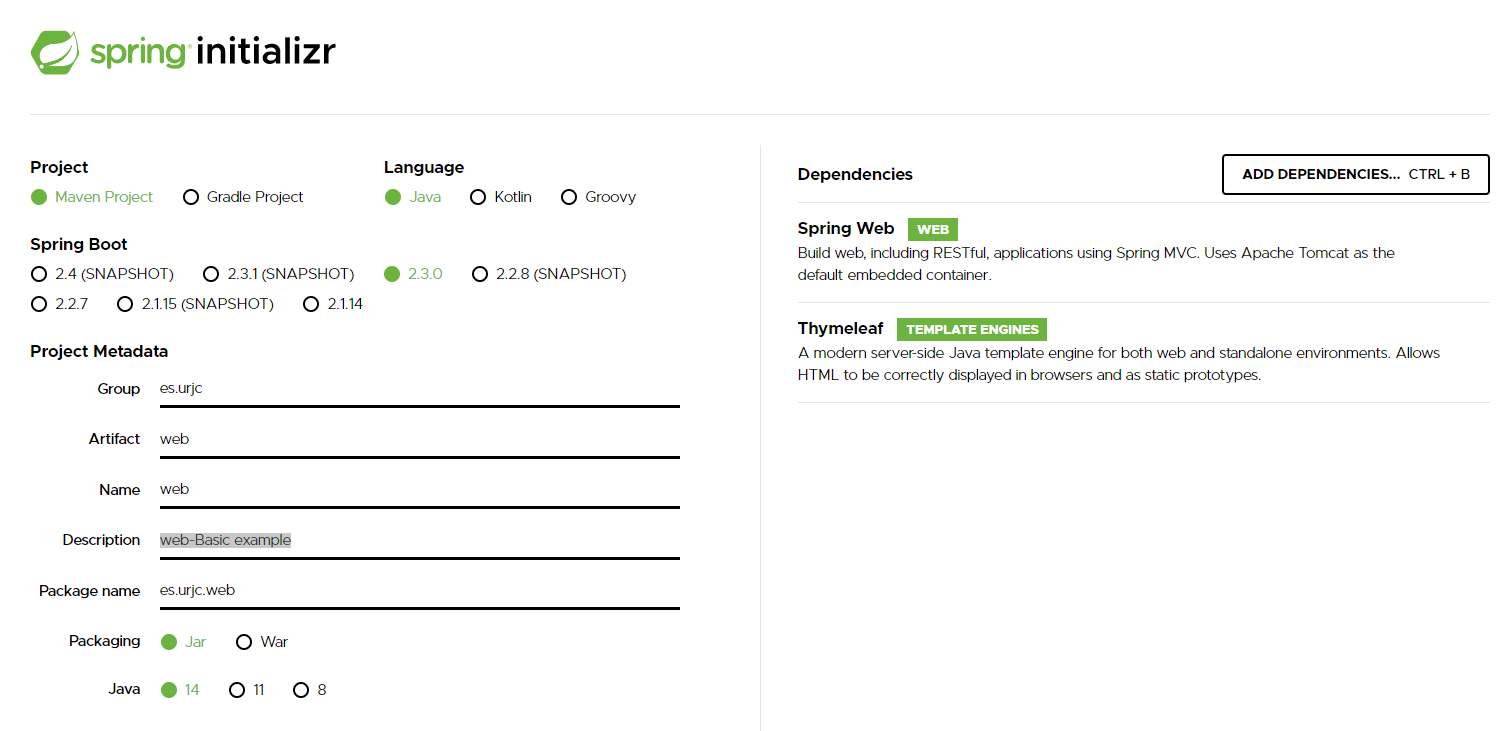 spring initializr
Project
Maven Project Gradle Project
Language
Java Kotlin Groovy
Spring Boot
2.4 (SNAPSHOT) 2.3.1 (SNAPSHOT) 2.3.0 2.2.8 (SNAPSHOT)
2.2.7 2.1.15 (SNAPSHOT) 2.1.14
Project Metadata
Group es.urjc
Artifact web
Name web
Description web-Basic example
Package name es.urjc.web
Packaging Jar War
Java 14 11 8
Dependencies ADD DEPENDENCIES... CTRL + B
Spring Web WEB
Build web, including RESTful, applications using Spring MVC. Uses Apache Tomcat as the
default embedded container.
Thymeleaf TEMPLATE ENGINES
A modern server-side Java template engine for both web and standalone environments. Allows
HTML to be correctly displayed in browsers and as static prototypes.